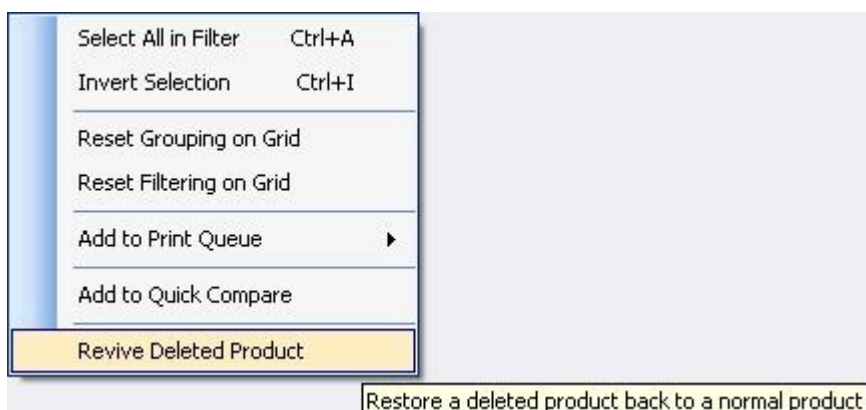 Select All in Filter Ctrl+A
Invert Selection Ctrl+I
Reset Grouping on Grid
Reset Filtering on Grid
Add to Print Queue
Add to Quick Compare
Revive Deleted Product
Restore a deleted product back to a normal product